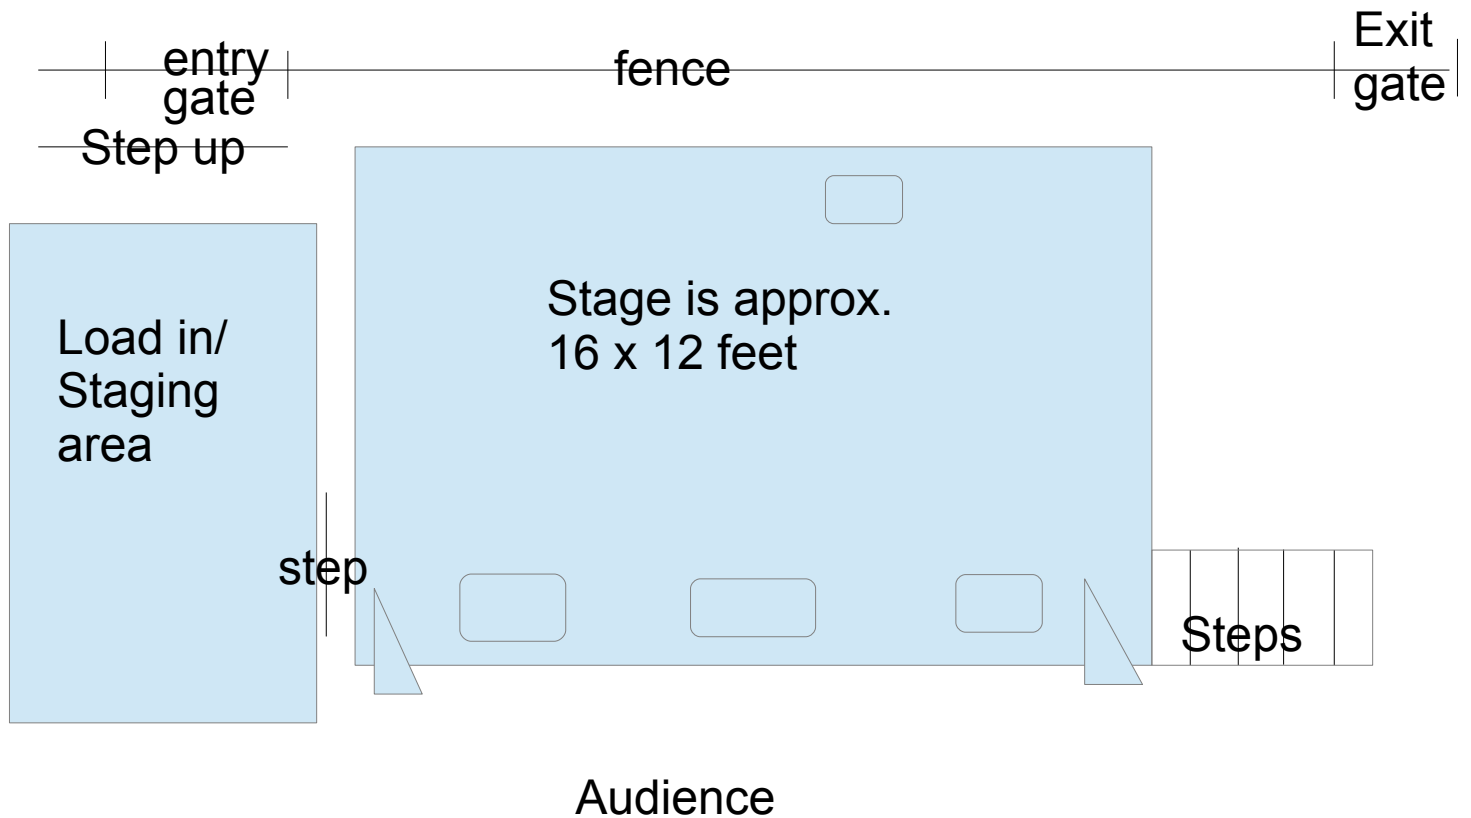 entry
gate
fence
Exit
gate
Step up
Stage is approx.
16 x 12 feet
Load in/
Staging
area
step
Steps
Audience